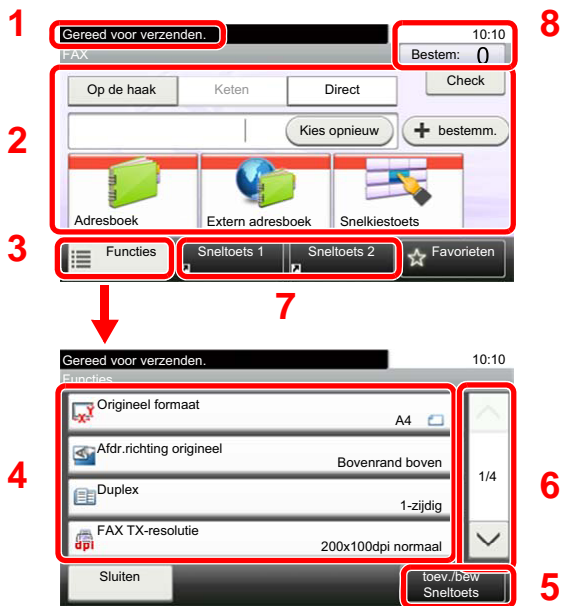 1
Gereed voor verzenden.
10:10
8
FAX
Bestem: 0
Op de haak
Keten
Direct
Check
2
Kies opnieuw
bestemm.
Adresboek
Extern adresboek
Snelkiestoets
3
Functies
Sneltoets 1
Sneltoets 2
Favorieten
7
Gereed voor verzenden.
10:10
Functies
Origineel formaat
A4
Afdr.richting origineel
Bovenrand boven
4
1/4
6
Duplex
1-zijdig
FAX TX-resolutie
dpi
200x100dpi normaal
Sluiten
toev./bew
Sneltoets
5